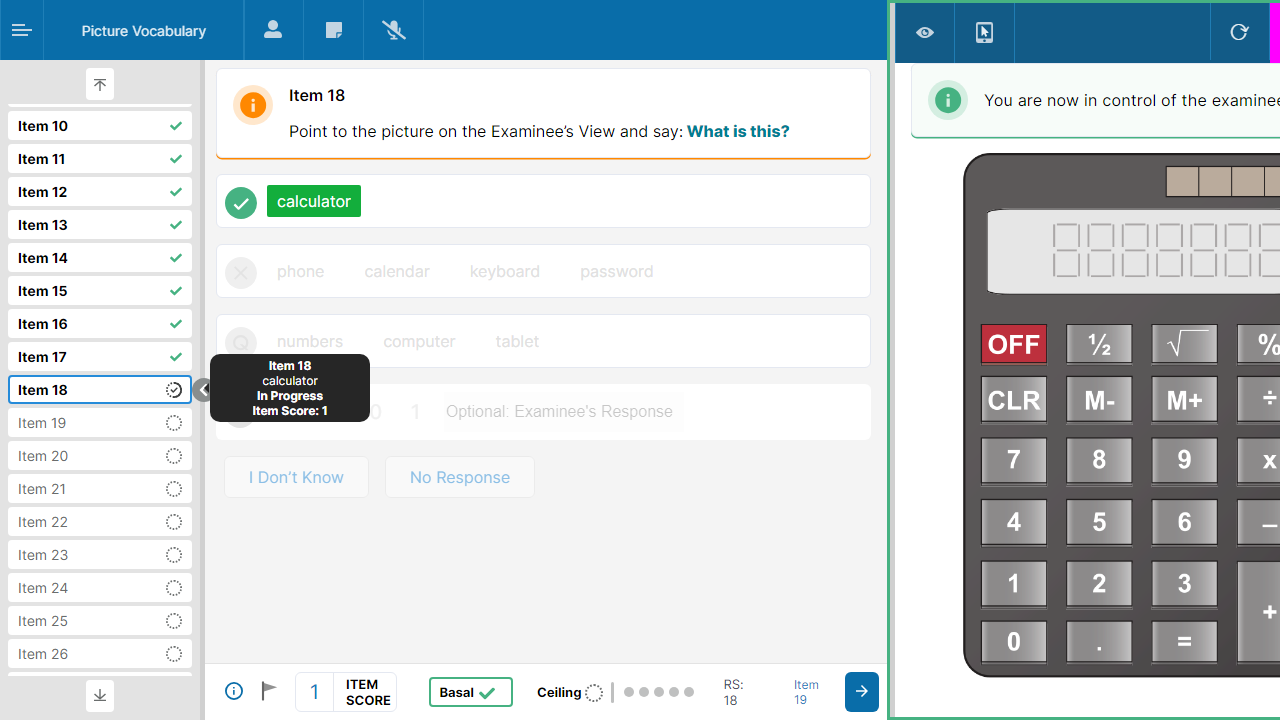 Picture Vocabulary
Item 10
Item 11
Item 12
Item 13
Item 14
Item 15
Item 16
Item 17
Item 18
Item 19
Item 20
Item 21
Item 22
Item 23
Item 24
Item 25
Item 26
Item 18
Point to the picture on the Examinee's View and say: What is this?
calculator
phone calendar keyboard password
Q numbers computer tablet
Item 18
calculator
In Progress
Item Score: 1
0 1 Optional: Examinee's Response
I Don't Know No Response
1 ITEM SCORE
Basal
Ceiling
RS: 18
Item 19
You are now in control of the examinee
OFF ½ √ %
CLR M- M+ ÷
7 8 9 x
4 5 6 –
1 2 3 +
0 . =